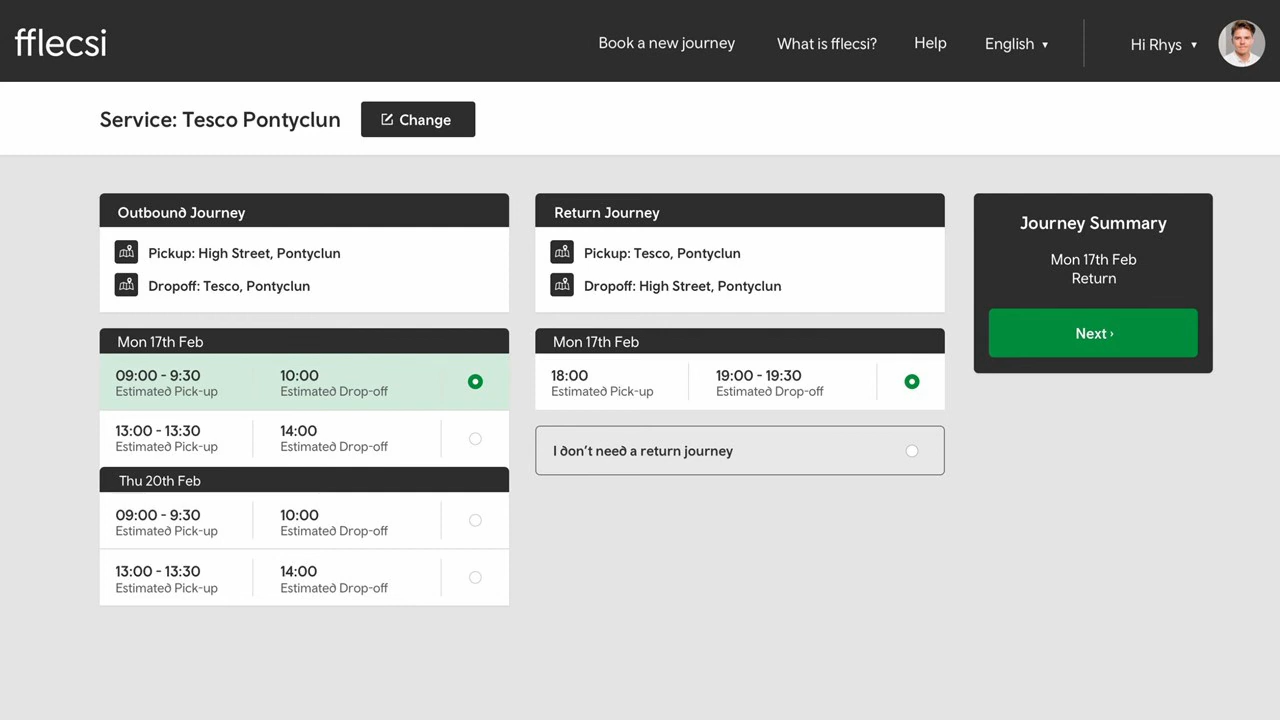 fflecsi
Book a new journey
What is fflecsi?
Help
English
Hi Rhys
Service: Tesco Pontyclun
Change
Outbound Journey
Pickup: High Street, Pontyclun
Dropoff: Tesco, Pontyclun
Mon 17th Feb
09:00 - 9:30
10:00
Estimated Pick-up
Estimated Drop-off
13:00 - 13:30
14:00
Estimated Pick-up
Estimated Drop-off
Thu 20th Feb
09:00 - 9:30
10:00
Estimated Pick-up
Estimated Drop-off
13:00 - 13:30
14:00
Estimated Pick-up
Estimated Drop-off
Return Journey
Pickup: Tesco, Pontyclun
Dropoff: High Street, Pontyclun
Mon 17th Feb
18:00
19:00 - 19:30
Estimated Pick-up
Estimated Drop-off
I don’t need a return journey
Journey Summary
Mon 17th Feb
Return
Next ›